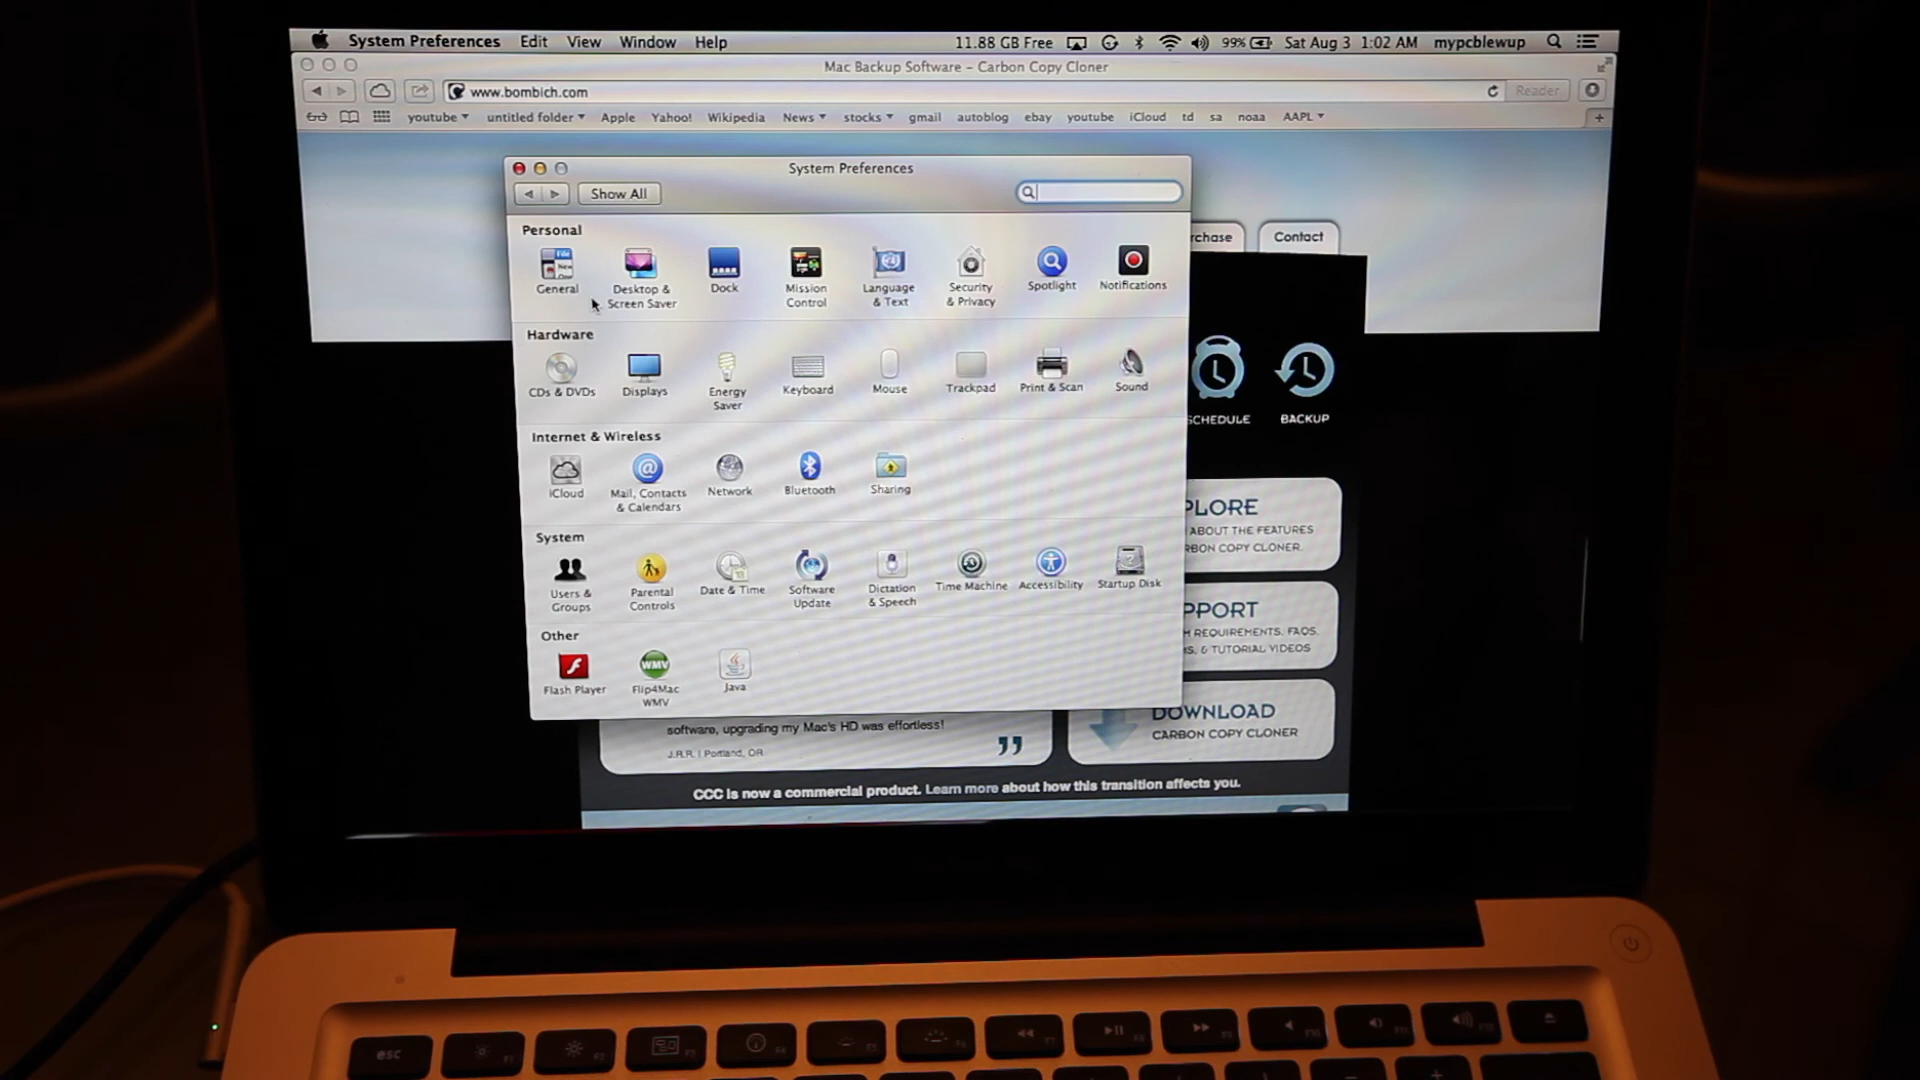 System Preferences Edit View Window Help 11.88 GB Free 99% Sat Aug 3 1:02 AM mypcblewup
Mac Backup Software – Carbon Copy Cloner
www.bombich.com Reader
youtube untitled folder Apple Yahoo! Wikipedia News stocks gmail autoblog ebay youtube iCloud td sa noaa AAPL
System Preferences
Show All
Personal
General
Desktop &
Screen Saver
Dock
Mission
Control
Language
& Text
Security
& Privacy
Spotlight
Notifications
Hardware
CDs & DVDs
Displays
Energy
Saver
Keyboard
Mouse
Trackpad
Print & Scan
Sound
Internet & Wireless
iCloud
Mail, Contacts
& Calendars
Network
Bluetooth
Sharing
System
Users &
Groups
Parental
Controls
Date & Time
Software
Update
Dictation
& Speech
Time Machine
Accessibility
Startup Disk
Other
Flash Player
WMV
Flip4Mac
WMV
Java
rchase Contact
SCHEDULE BACKUP
PLORE
ABOUT THE FEATURES
RBON COPY CLONER.
PPORT
M REQUIREMENTS, FAQS,
S, & TUTORIAL VIDEOS
DOWNLOAD
CARBON COPY CLONER
software, upgrading my Mac's HD was effortless!
J.R.R. | Portland, OR
CCC is now a commercial product. Learn more about how this transition affects you.
esc